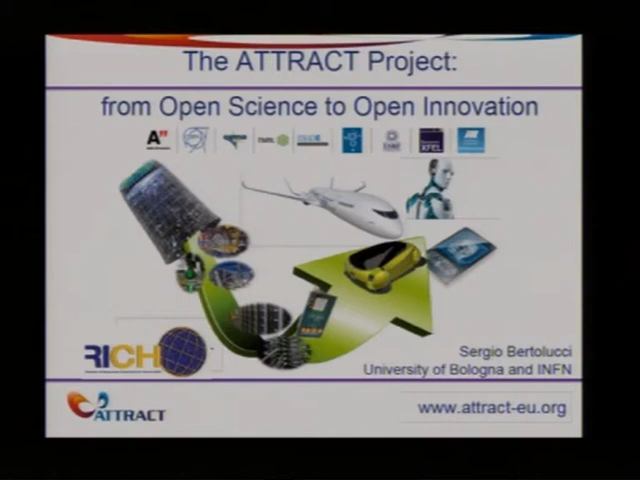 The ATTRACT Project:
from Open Science to Open Innovation
A"
XFEL
RICH
Sergio Bertolucci
University of Bologna and INFN
ATTRACT
www.attract-eu.org